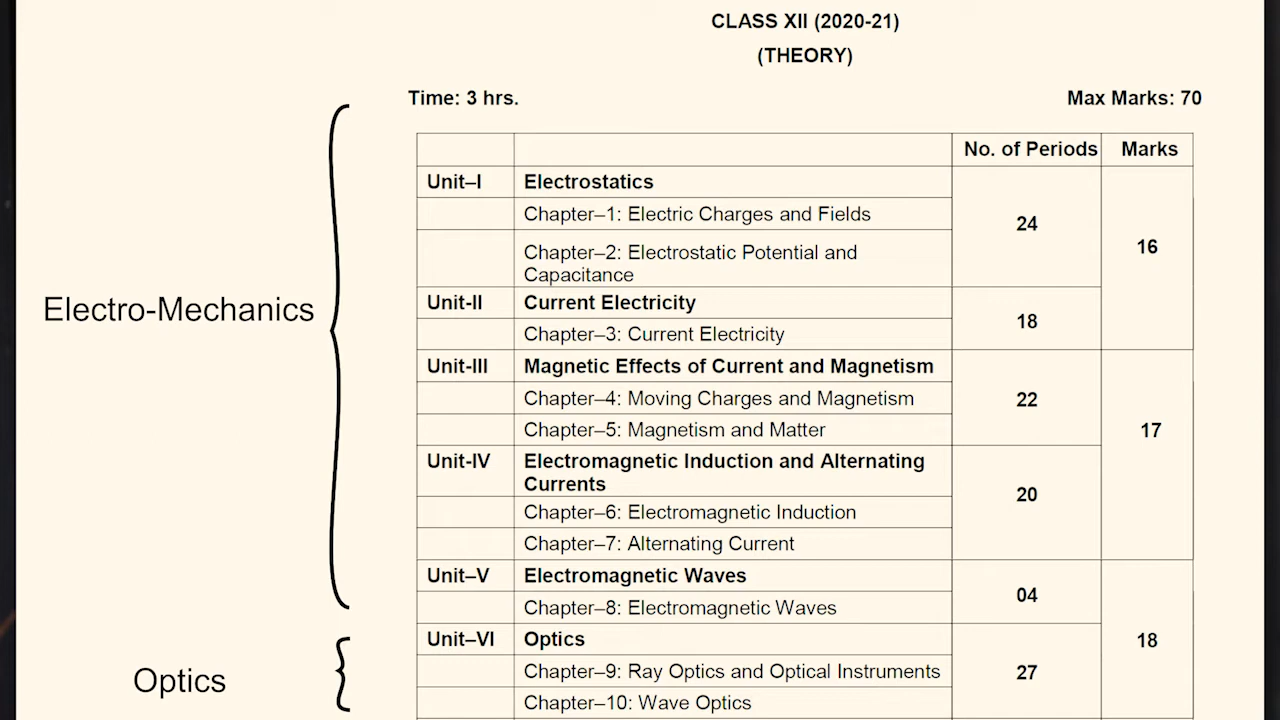 CLASS XII (2020-21)
(THEORY)
Time: 3 hrs. Max Marks: 70
No. of Periods Marks
Unit–I Electrostatics
Chapter–1: Electric Charges and Fields
24
16
Chapter–2: Electrostatic Potential and
Capacitance
Unit-II Current Electricity
18
Chapter–3: Current Electricity
Electro-Mechanics
Unit-III Magnetic Effects of Current and Magnetism
Chapter–4: Moving Charges and Magnetism
22
Chapter–5: Magnetism and Matter
17
Unit-IV Electromagnetic Induction and Alternating
Currents
20
Chapter–6: Electromagnetic Induction
Chapter–7: Alternating Current
Unit–V Electromagnetic Waves
04
Chapter–8: Electromagnetic Waves
Unit–VI Optics
18
Chapter–9: Ray Optics and Optical Instruments
27
Chapter–10: Wave Optics
Optics